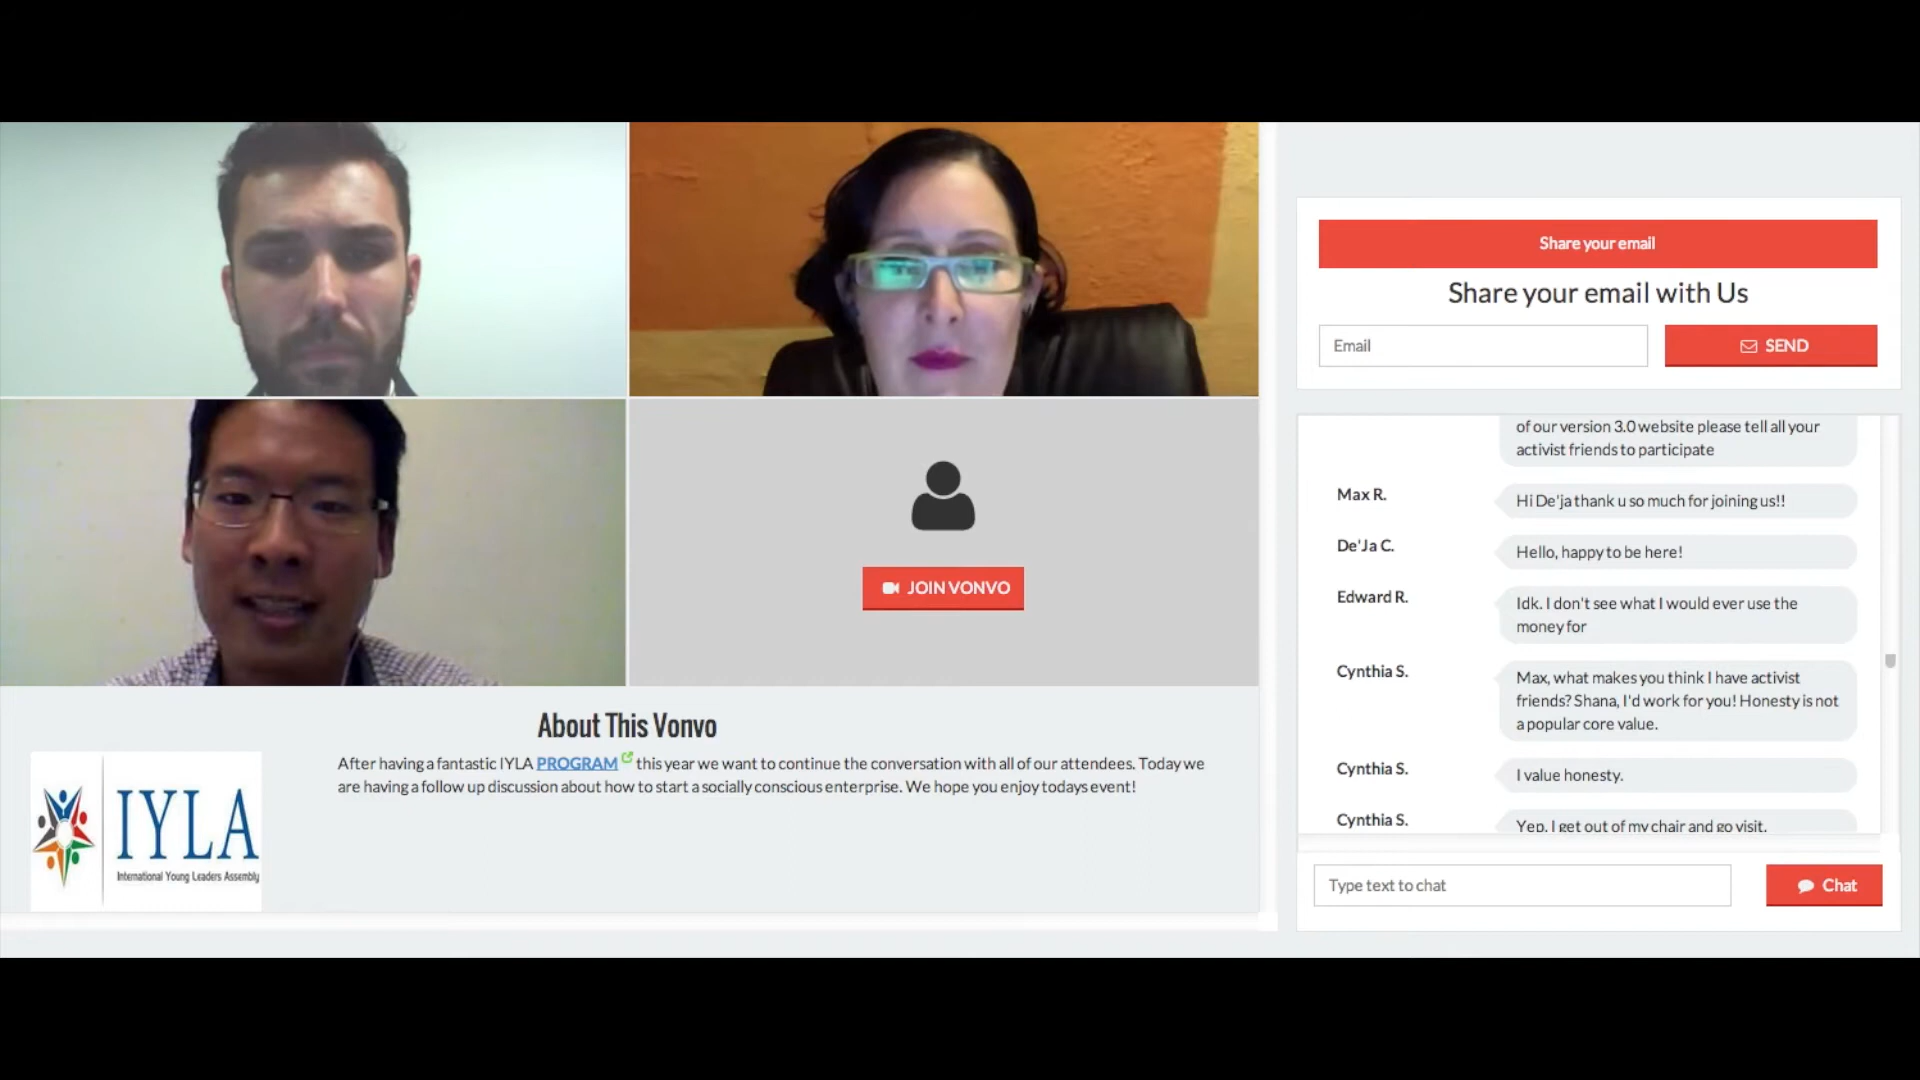 JOIN VONVO
About This Vonvo
After having a fantastic IYLA PROGRAM this year we want to continue the conversation with all of our attendees. Today we
are having a follow up discussion about how to start a socially conscious enterprise. We hope you enjoy todays event!
IYLA
International Young Leaders Assembly
Share your email
Share your email with Us
Email
SEND
of our version 3.0 website please tell all your
activist friends to participate
Max R.
Hi De'ja thank u so much for joining us!!
De'Ja C.
Hello, happy to be here!
Edward R.
Idk. I don't see what I would ever use the
money for
Cynthia S.
Max, what makes you think I have activist
friends? Shana, I'd work for you! Honesty is not
a popular core value.
Cynthia S.
I value honesty.
Cynthia S.
Yep. I get out of my chair and go visit.
Type text to chat
Chat